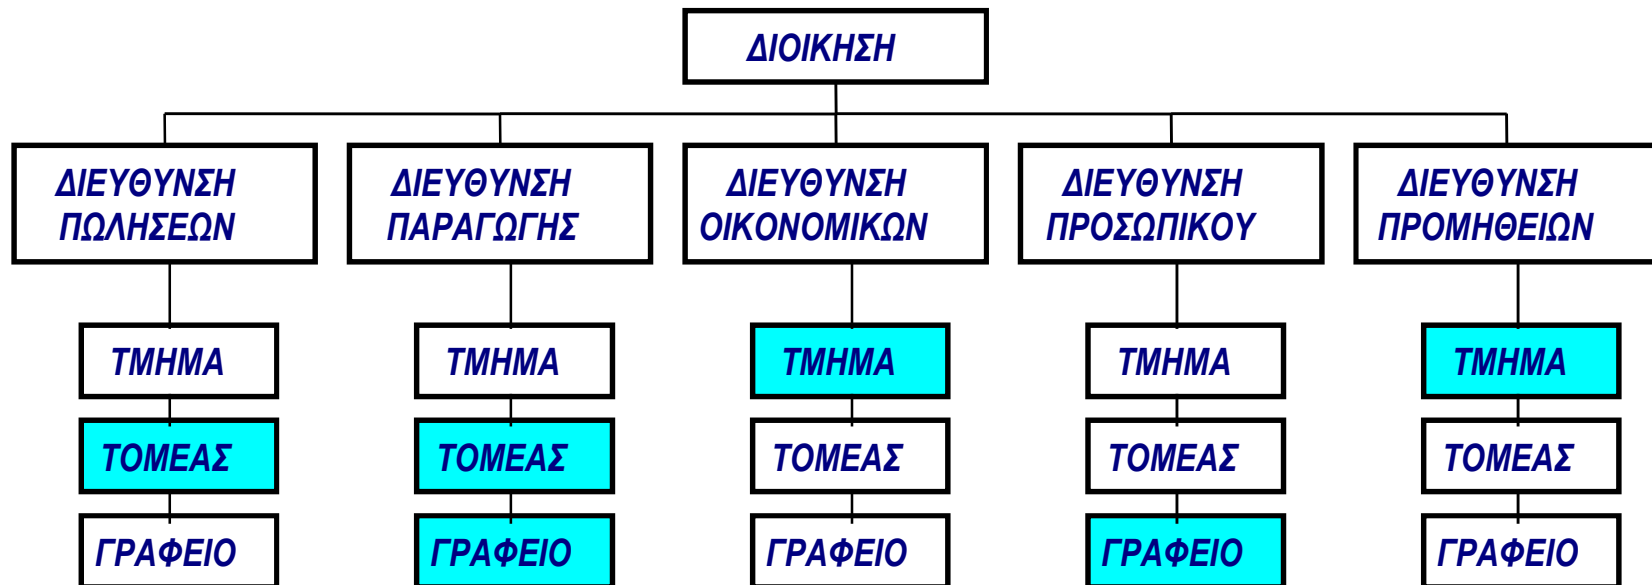 ΔΙΟΙΚΗΣΗ
ΔΙΕΥΘΥΝΣΗ
ΠΩΛΗΣΕΩΝ
ΔΙΕΥΘΥΝΣΗ
ΠΑΡΑΓΩΓΗΣ
ΔΙΕΥΘΥΝΣΗ
ΟΙΚΟΝΟΜΙΚΩΝ
ΔΙΕΥΘΥΝΣΗ
ΠΡΟΣΩΠΙΚΟΥ
ΔΙΕΥΘΥΝΣΗ
ΠΡΟΜΗΘΕΙΩΝ
ΤΜΗΜΑ
ΤΜΗΜΑ
ΤΜΗΜΑ
ΤΜΗΜΑ
ΤΜΗΜΑ
ΤΟΜΕΑΣ
ΤΟΜΕΑΣ
ΤΟΜΕΑΣ
ΤΟΜΕΑΣ
ΤΟΜΕΑΣ
ΓΡΑΦΕΙΟ
ΓΡΑΦΕΙΟ
ΓΡΑΦΕΙΟ
ΓΡΑΦΕΙΟ
ΓΡΑΦΕΙΟ